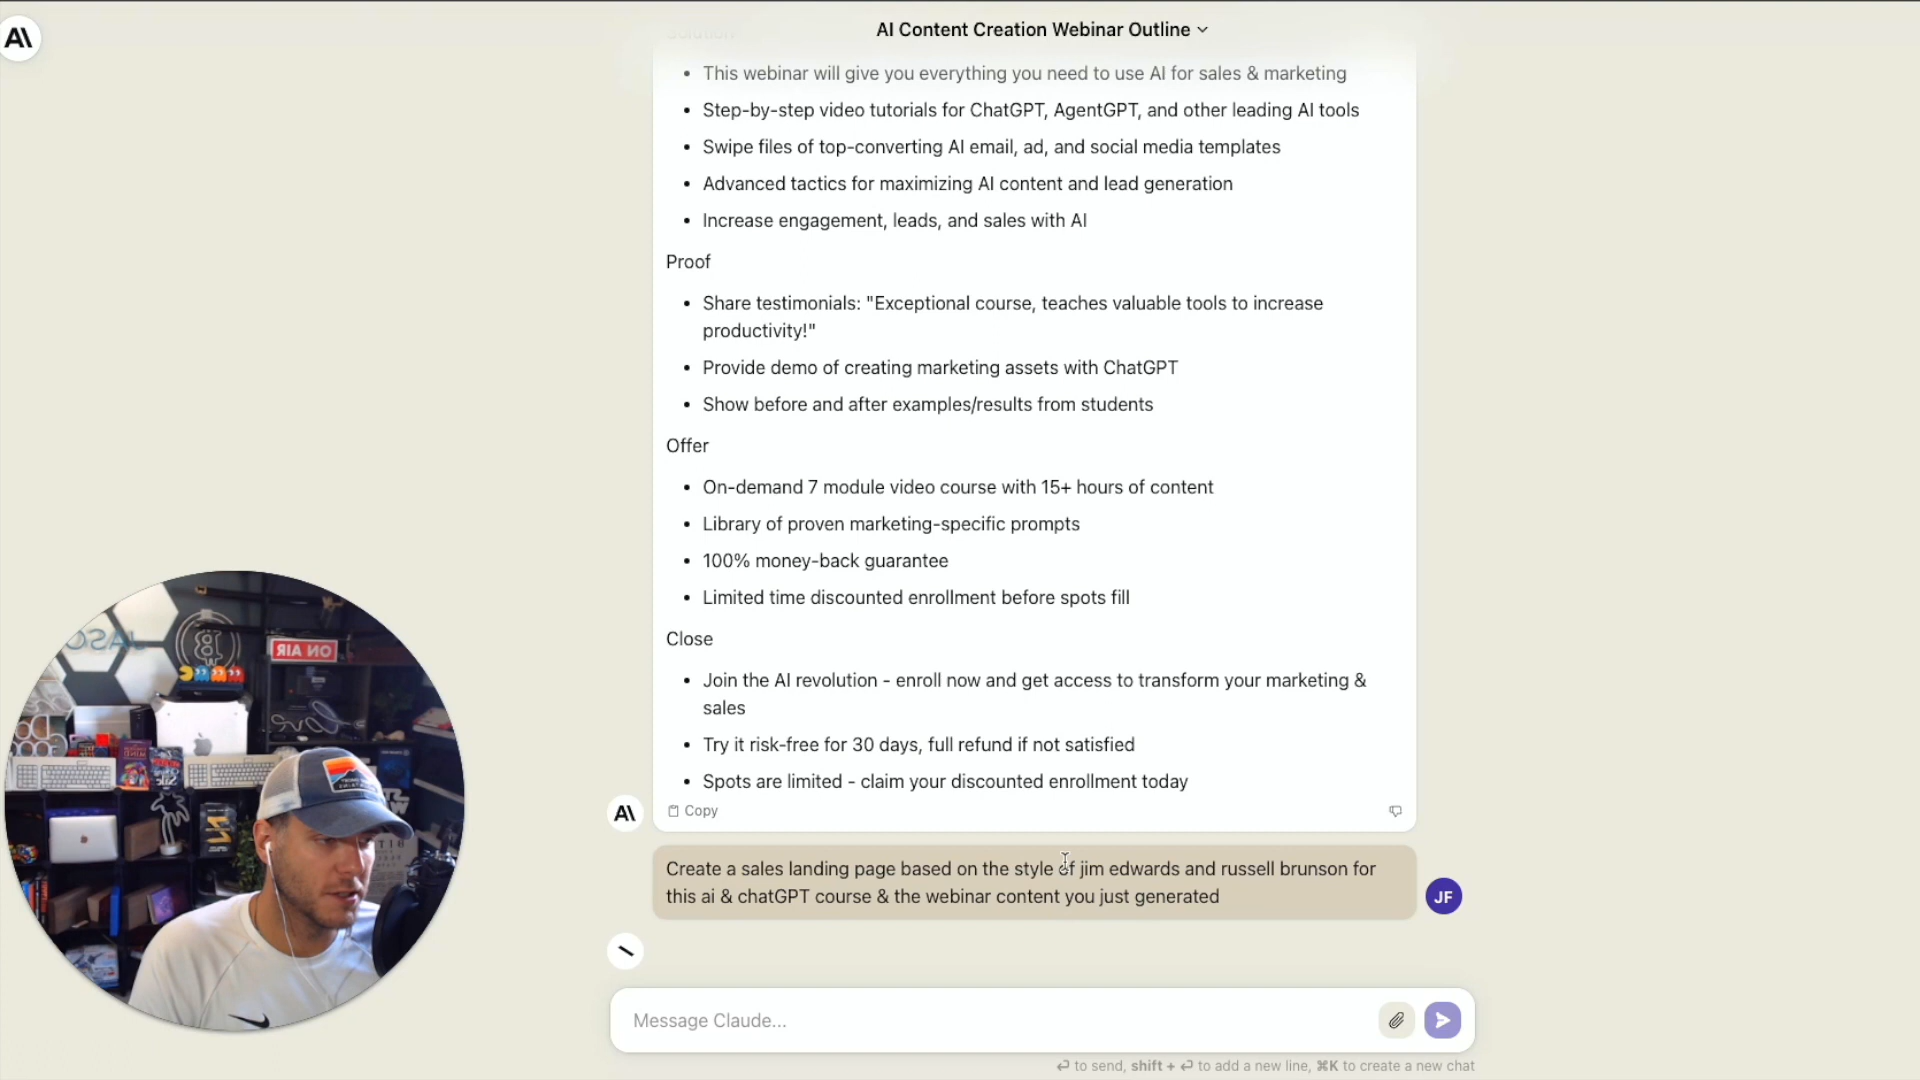 AI Content Creation Webinar Outline
Solution
• This webinar will give you everything you need to use AI for sales & marketing
• Step-by-step video tutorials for ChatGPT, AgentGPT, and other leading AI tools
• Swipe files of top-converting AI email, ad, and social media templates
• Advanced tactics for maximizing AI content and lead generation
• Increase engagement, leads, and sales with AI
Proof
• Share testimonials: "Exceptional course, teaches valuable tools to increase
productivity!"
• Provide demo of creating marketing assets with ChatGPT
• Show before and after examples/results from students
Offer
• On-demand 7 module video course with 15+ hours of content
• Library of proven marketing-specific prompts
• 100% money-back guarantee
• Limited time discounted enrollment before spots fill
Close
• Join the AI revolution - enroll now and get access to transform your marketing &
sales
• Try it risk-free for 30 days, full refund if not satisfied
• Spots are limited - claim your discounted enrollment today
Copy
Create a sales landing page based on the style of jim edwards and russell brunson for
this ai & chatGPT course & the webinar content you just generated
JF
Message Claude...
⏎ to send, shift + ⏎ to add a new line, ⌘K to create a new chat
ON AIR